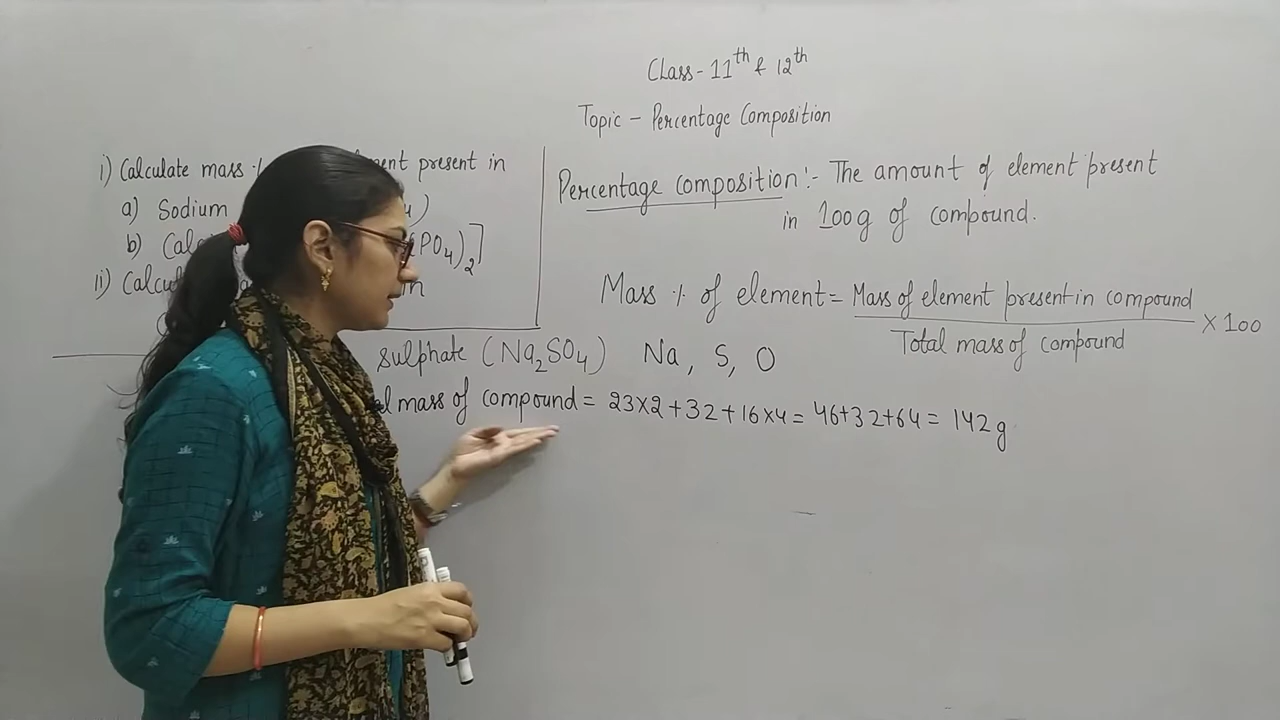 Class - 11th & 12th
Topic - Percentage Composition
i) Calculate mass % present in
a) Sodium
b) PO4)2]
ii)
Percentage composition :- The amount of element present
in 100g of compound.
Mass % of element = Mass of element present in compound
Total mass of compound × 100
sulphate (Na2SO4) Na, S, O
mass of compound = 23×2+32+16×4 = 46+32+64 = 142g